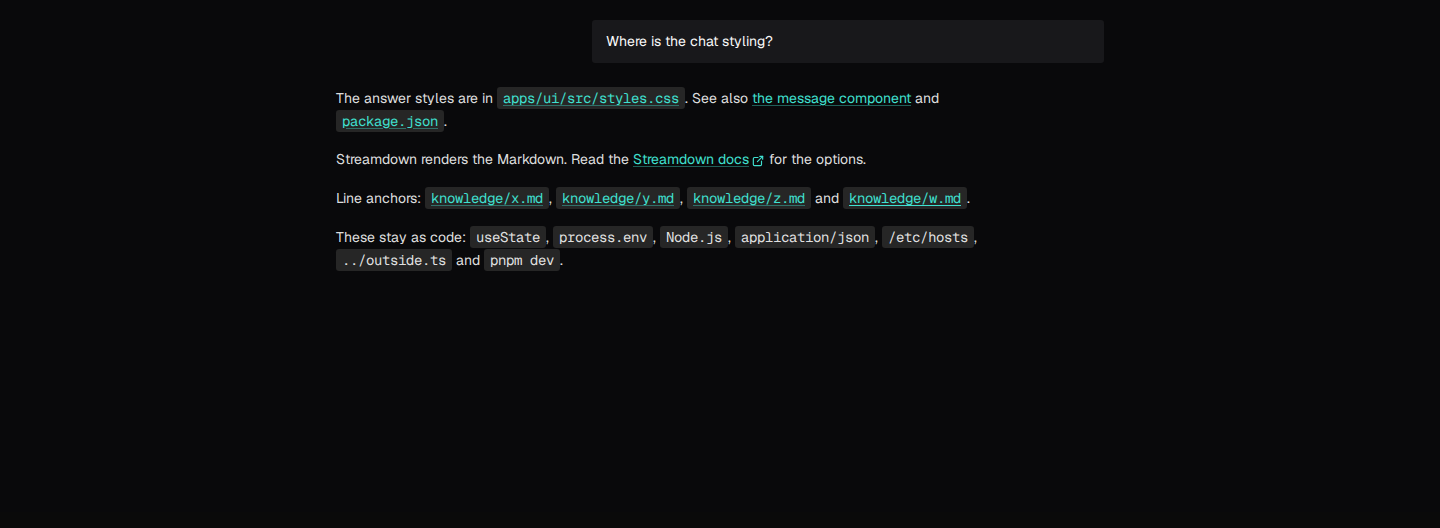 Where is the chat styling?
The answer styles are in apps/ui/src/styles.css. See also the message component and
package.json.
Streamdown renders the Markdown. Read the Streamdown docs for the options.
Line anchors: knowledge/x.md, knowledge/y.md, knowledge/z.md and knowledge/w.md.
These stay as code: useState, process.env, Node.js, application/json, /etc/hosts,
../outside.ts and pnpm dev.